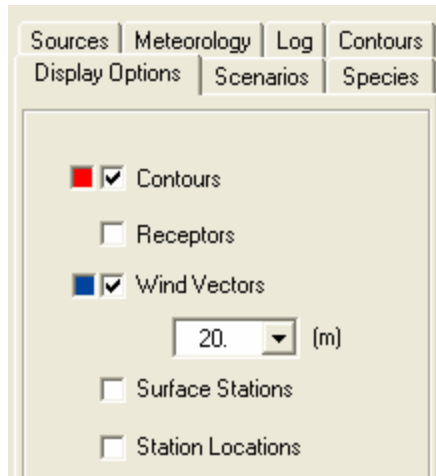 Sources Meteorology Log Contours
Display Options Scenarios Species
Contours
Receptors
Wind Vectors
20. (m)
Surface Stations
Station Locations